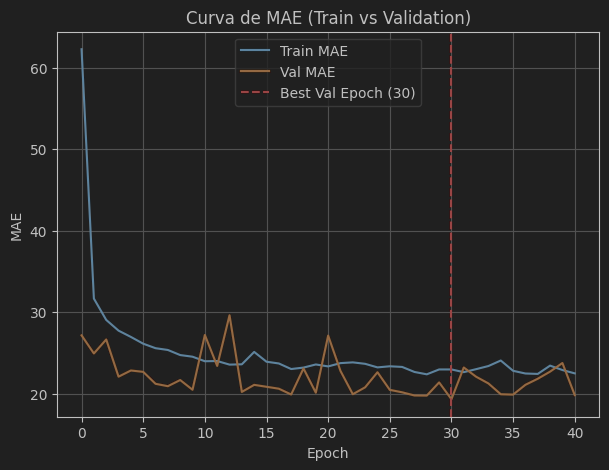 Curva de MAE (Train vs Validation)
Train MAE
Val MAE
Best Val Epoch (30)
MAE
60
50
40
30
20
0 5 10 15 20 25 30 35 40
Epoch